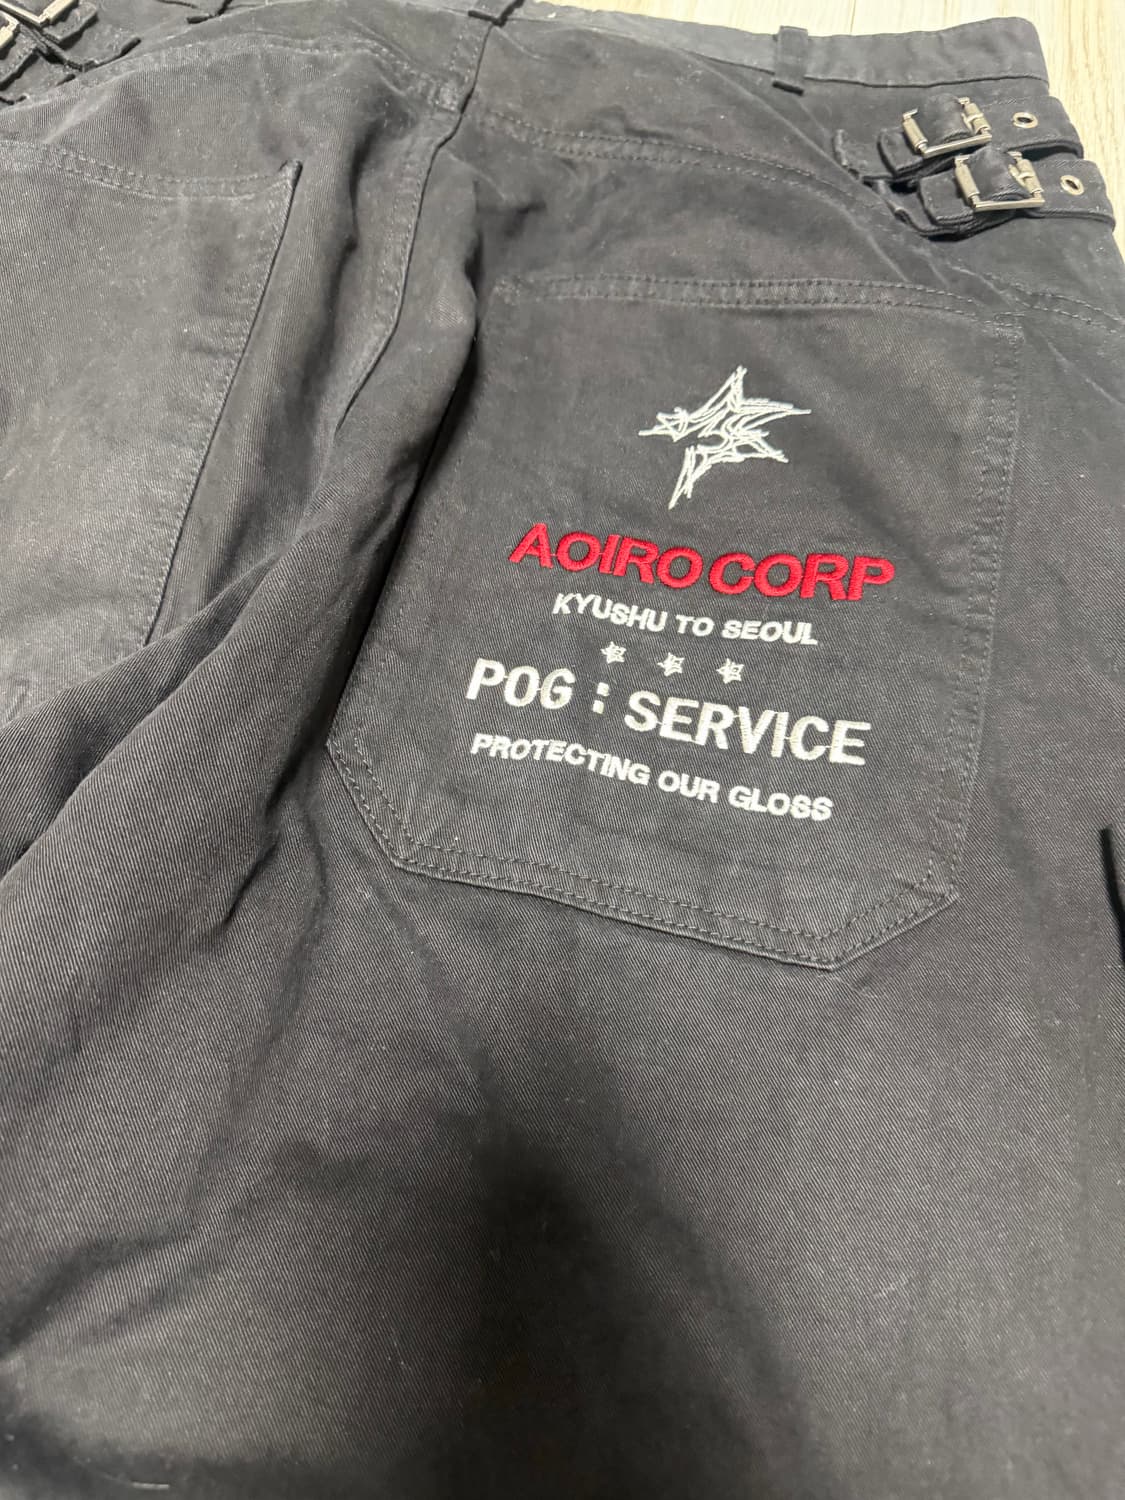 AOIRO CORP
KYUSHU TO SEOUL
POG : SERVICE
PROTECTING OUR GLOSS